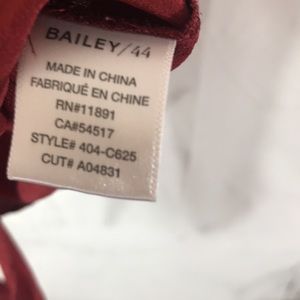 BAILEY/44
MADE IN CHINA
FABRIQUÉ EN CHINE
RN#11891
CA#54517
STYLE# 404-C625
CUT# A04831